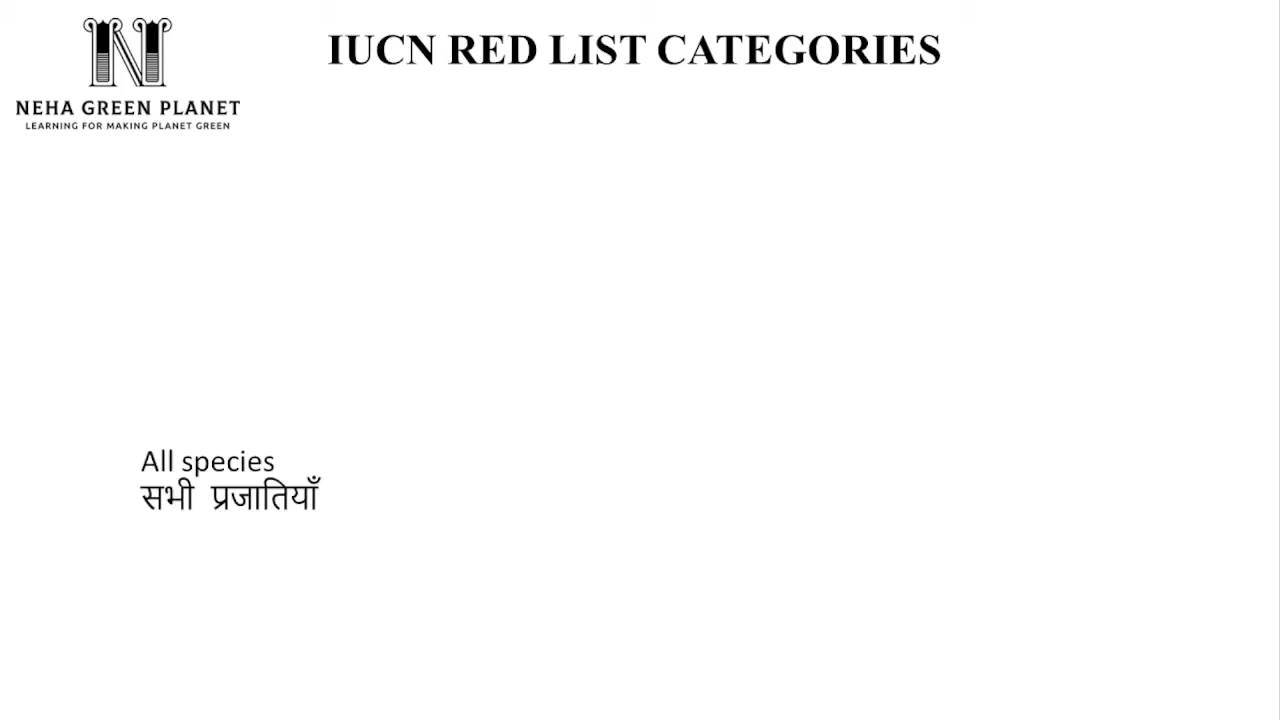 IUCN RED LIST CATEGORIES
N
NEHA GREEN PLANET
LEARNING FOR MAKING PLANET GREEN
All species
सभी प्रजातियाँ